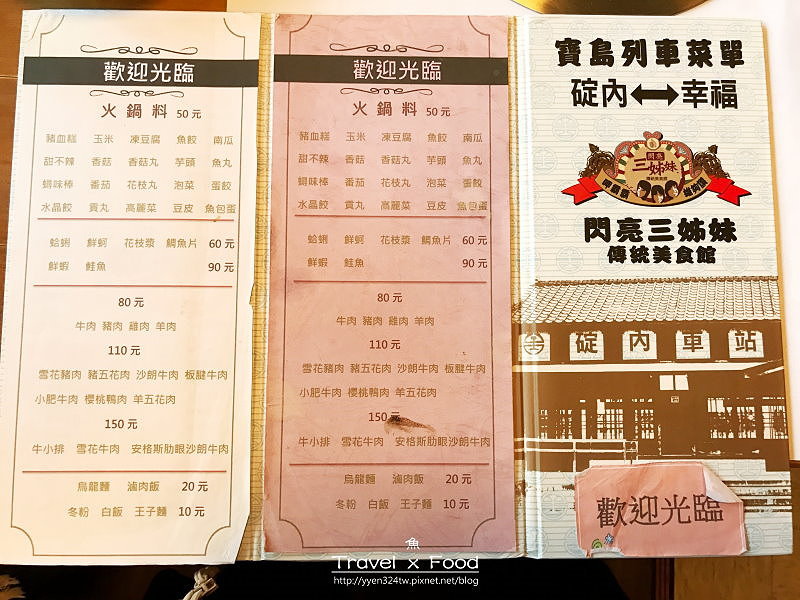 歡迎光臨
火鍋料 50元
豬血糕 玉米 凍豆腐 魚餃 南瓜
甜不辣 香菇 香菇丸 芋頭 魚丸
蟳味棒 番茄 花枝丸 泡菜 蛋餃
水晶餃 貢丸 高麗菜 豆皮 魚包蛋
蛤蜊 鮮蚵 花枝漿 鯛魚片 60元
鮮蝦 鮭魚 90元
80元
牛肉 豬肉 雞肉 羊肉
110元
雪花豬肉 豬五花肉 沙朗牛肉 板腱牛肉
小肥牛肉 櫻桃鴨肉 羊五花肉
150元
牛小排 雪花牛肉 安格斯肋眼沙朗牛肉
烏龍麵 滷肉飯 20元
冬粉 白飯 王子麵 10元
歡迎光臨
火鍋料 50元
豬血糕 玉米 凍豆腐 魚餃 南瓜
甜不辣 香菇 香菇丸 芋頭 魚丸
蟳味棒 番茄 花枝丸 泡菜 蛋餃
水晶餃 貢丸 高麗菜 豆皮 魚包蛋
蛤蜊 鮮蚵 花枝漿 鯛魚片 60元
鮮蝦 鮭魚 90元
80元
牛肉 豬肉 雞肉 羊肉
110元
雪花豬肉 豬五花肉 沙朗牛肉 板腱牛肉
小肥牛肉 櫻桃鴨肉 羊五花肉
150元
牛小排 雪花牛肉 安格斯肋眼沙朗牛肉
烏龍麵 滷肉飯 20元
冬粉 白飯 王子麵 10元
寶島列車菜單
碇內↔幸福
閃亮
三姊妹
傳統美食館
閃亮三姊妹
傳統美食館
碇內車站
歡迎光臨
魚
Travel × Food
http://yyen324tw.pixnet.net/blog